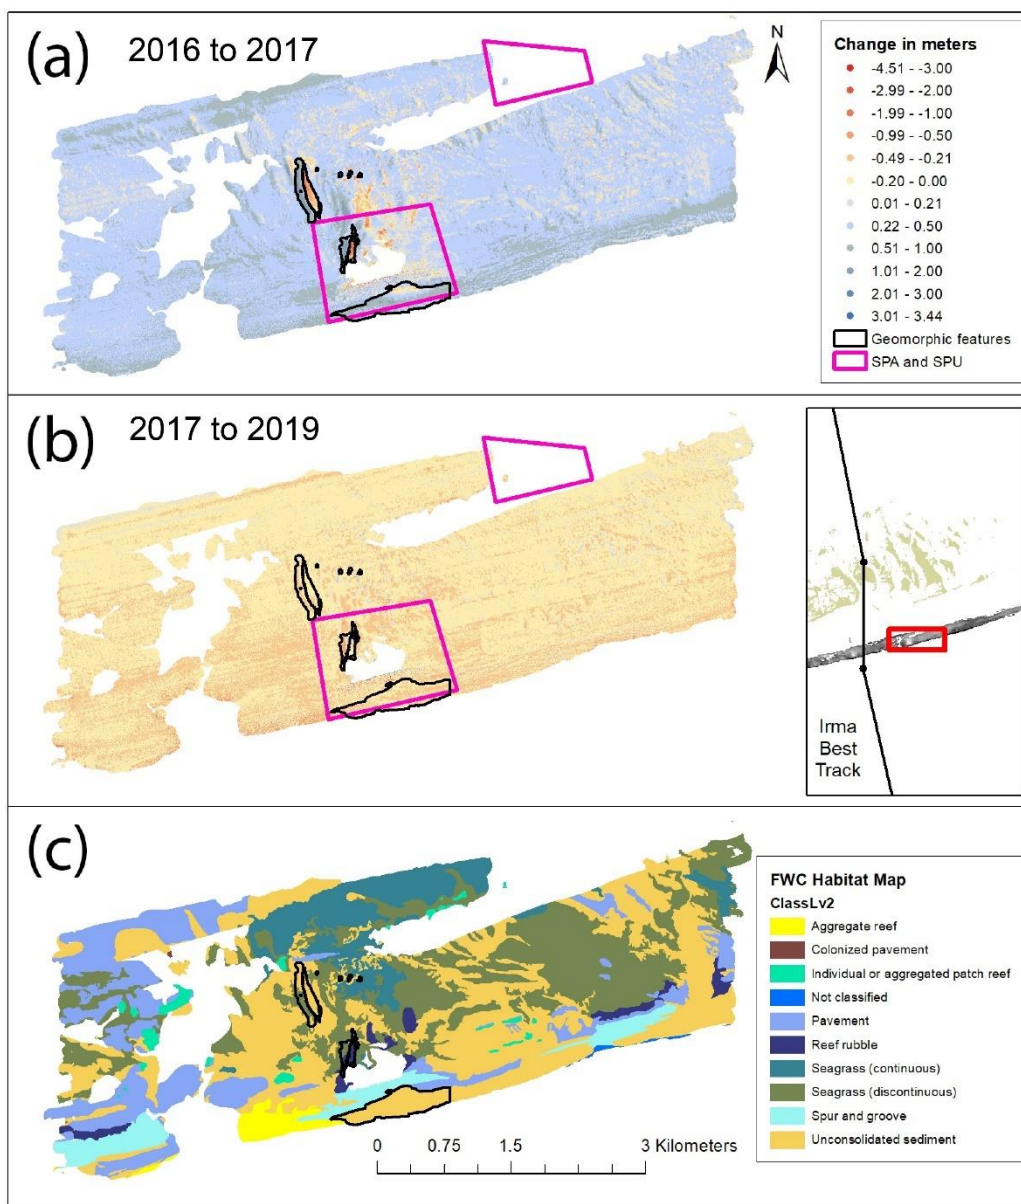 (a)
2016 to 2017
N
Change in meters
-4.51 - -3.00
-2.99 - -2.00
-1.99 - -1.00
-0.99 - -0.50
-0.49 - -0.21
-0.20 - 0.00
0.01 - 0.21
0.22 - 0.50
0.51 - 1.00
1.01 - 2.00
2.01 - 3.00
3.01 - 3.44
Geomorphic features
SPA and SPU
(b)
2017 to 2019
Irma
Best
Track
(c)
FWC Habitat Map
ClassLv2
Aggregate reef
Colonized pavement
Individual or aggregated patch reef
Not classified
Pavement
Reef rubble
Seagrass (continuous)
Seagrass (discontinuous)
Spur and groove
Unconsolidated sediment
0 0.75 1.5 3 Kilometers